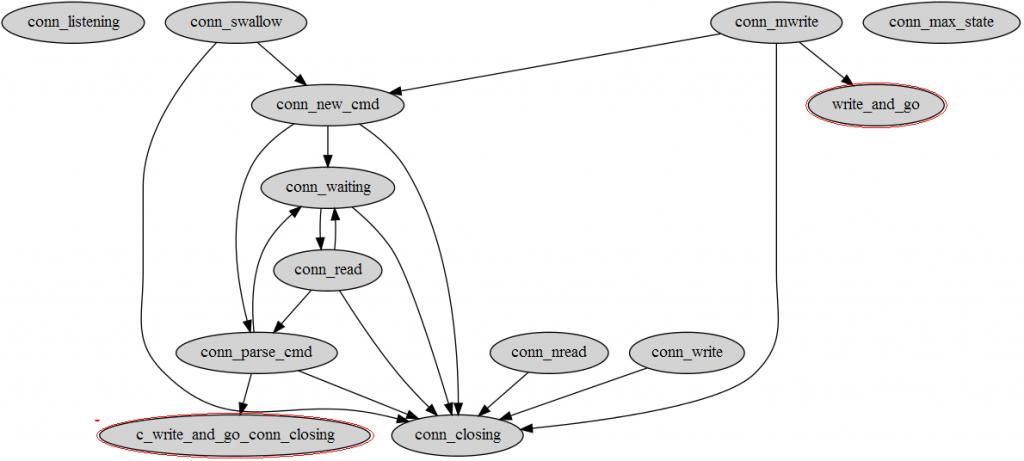 conn_listening
conn_swallow
conn_mwrite
conn_max_state
conn_new_cmd
write_and_go
conn_waiting
conn_read
conn_parse_cmd
conn_nread
conn_write
c_write_and_go_conn_closing
conn_closing